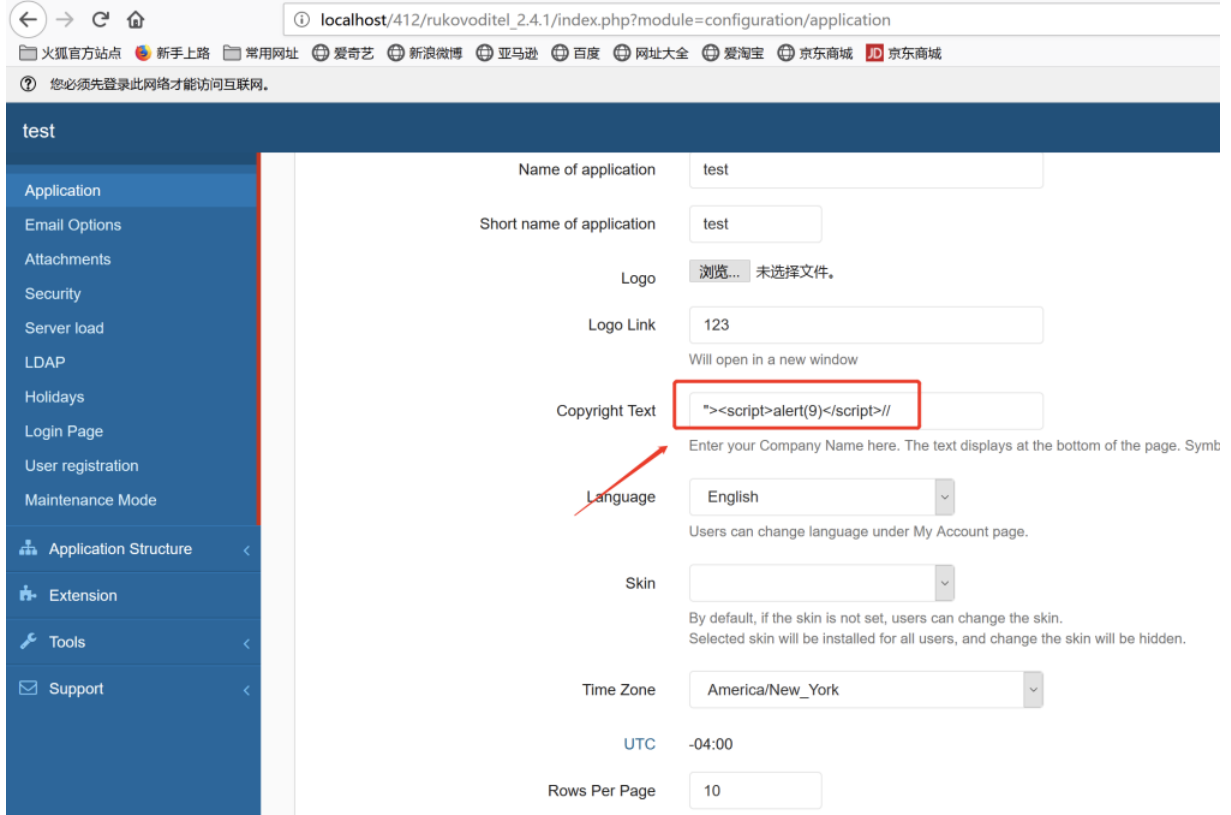 localhost/412/rukovoditel_2.4.1/index.php?module=configuration/application
火狐官方站点 新手上路 常用网址 爱奇艺 新浪微博 亚马逊 百度 网址大全 爱淘宝 京东商城 JD 京东商城
您必须先登录此网络才能访问互联网。
test
Application
Email Options
Attachments
Security
Server load
LDAP
Holidays
Login Page
User registration
Maintenance Mode
Application Structure
Extension
Tools
Support
Name of application test
Short name of application test
Logo 浏览... 未选择文件。
Logo Link 123
Will open in a new window
Copyright Text "><script>alert(9)</script>//
Enter your Company Name here. The text displays at the bottom of the page. Symb
Language English
Users can change language under My Account page.
Skin
By default, if the skin is not set, users can change the skin.
Selected skin will be installed for all users, and change the skin will be hidden.
Time Zone America/New_York
UTC -04:00
Rows Per Page 10